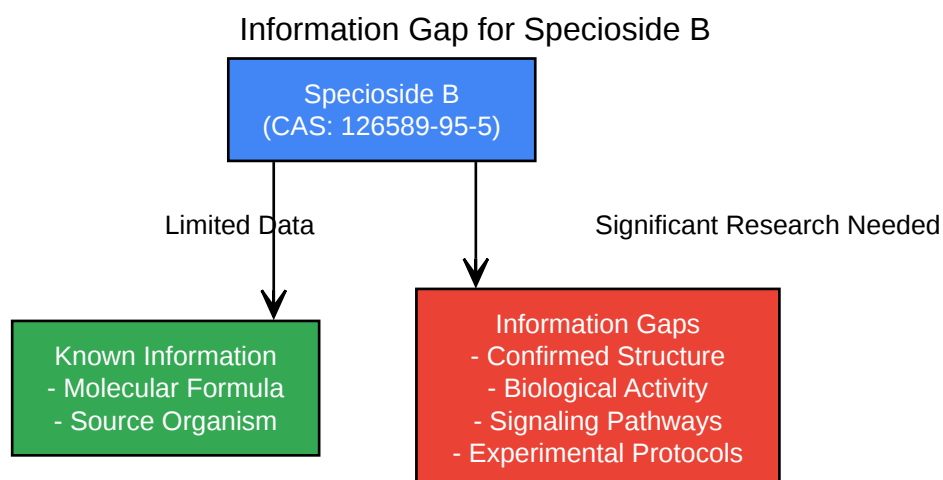 Information Gap for Specioside B
Specioside B
(CAS: 126589-95-5)
Limited Data
Significant Research Needed
Known Information
- Molecular Formula
- Source Organism
Information Gaps
- Confirmed Structure
- Biological Activity
- Signaling Pathways
- Experimental Protocols